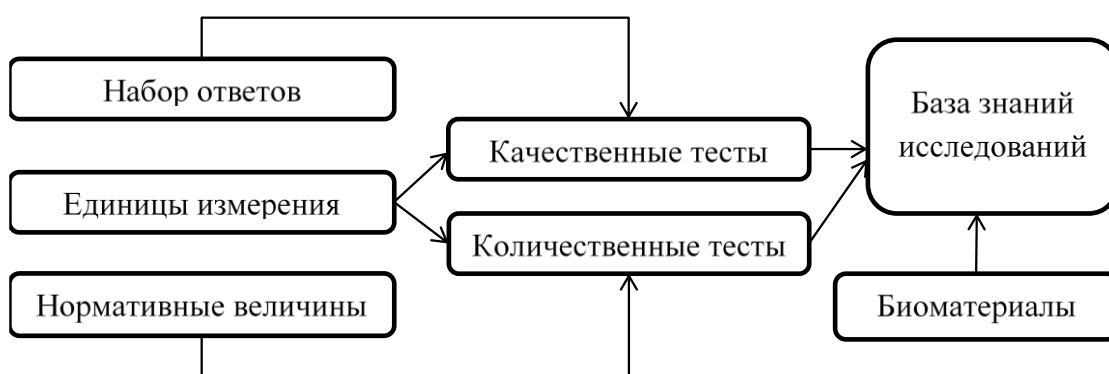 Набор ответов
Единицы измерения
Нормативные величины
Качественные тесты
Количественные тесты
База знаний
исследований
Биоматериалы